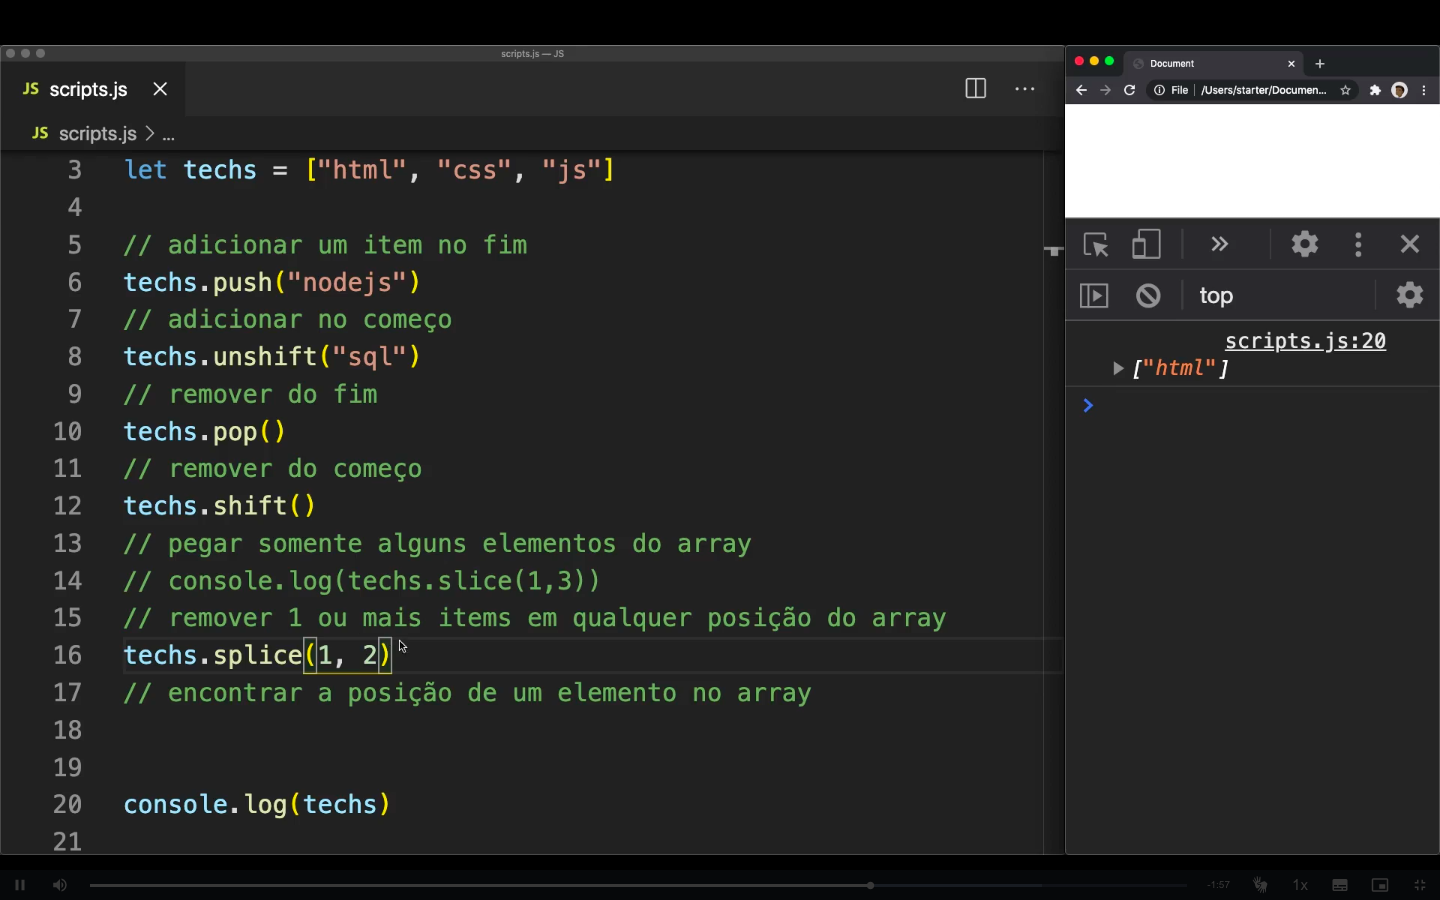 scripts.js — JS
JS scripts.js
JS scripts.js > ...
3 let techs = ["html", "css", "js"]
4
5 // adicionar um item no fim
6 techs.push("nodejs")
7 // adicionar no começo
8 techs.unshift("sql")
9 // remover do fim
10 techs.pop()
11 // remover do começo
12 techs.shift()
13 // pegar somente alguns elementos do array
14 // console.log(techs.slice(1,3))
15 // remover 1 ou mais items em qualquer posição do array
16 techs.splice(1, 2)
17 // encontrar a posição de um elemento no array
18
19
20 console.log(techs)
21
Document
File | /Users/starter/Documen...
top
scripts.js:20
["html"]
-1:57
1x